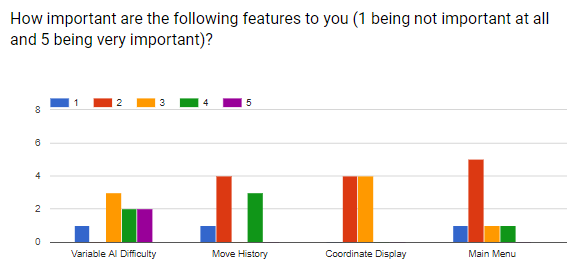 How important are the following features to you (1 being not important at all
and 5 being very important)?
1 2 3 4 5
8
6
4
2
0
Variable AI Difficulty Move History Coordinate Display Main Menu